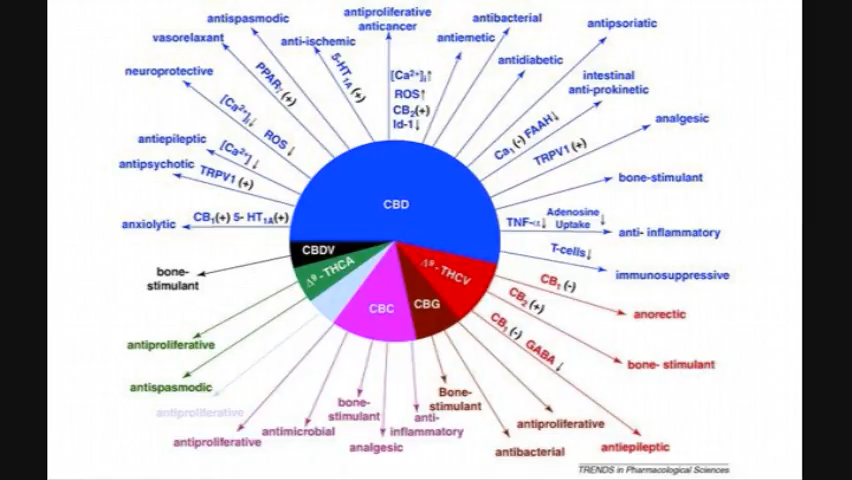 antiproliferative
anticancer
antispasmodic
antibacterial
antipsoriatic
vasorelaxant
anti-ischemic
antiemetic
antidiabetic
neuroprotective
intestinal
anti-prokinetic
PPARγ (+)
5-HT1A (+)
[Ca²⁺]i↑
ROS↑
CB2(+)
Id-1↓
[Ca²⁺]i↓ ROS↓
analgesic
antiepileptic
[Ca²⁺]↓
Ca1 (-) FAAH↓
TRPV1 (+)
antipsychotic
TRPV1 (+)
bone-stimulant
anxiolytic
CB1(+) 5- HT1A(+)
CBD
TNF-α↓ Adenosine
Uptake ↓
anti- inflammatory
T-cells↓
immunosuppressive
CBDV
Δ⁹-THCA
Δ⁹-THCV
CBC
CBG
bone-
stimulant
CB1 (-)
anorectic
CB2 (+)
bone- stimulant
CB1 (-) GABA↓
antiepileptic
antiproliferative
antispasmodic
antiproliferative
antiproliferative
antimicrobial
bone-
stimulant
analgesic
anti-
inflammatory
Bone-
stimulant
antibacterial
antiproliferative
TRENDS in Pharmacological Sciences